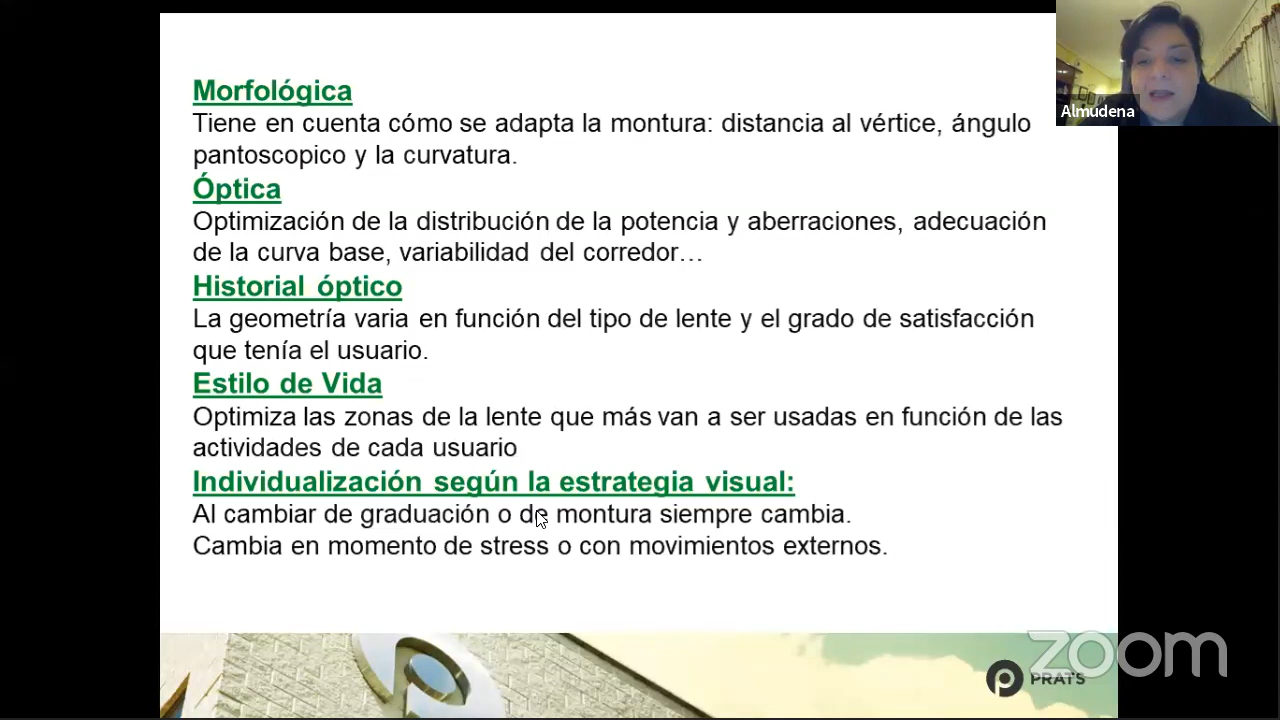 Morfológica
Tiene en cuenta cómo se adapta la montura: distancia al vértice, ángulo
pantoscopico y la curvatura.
Óptica
Optimización de la distribución de la potencia y aberraciones, adecuación
de la curva base, variabilidad del corredor…
Historial óptico
La geometría varia en función del tipo de lente y el grado de satisfacción
que tenía el usuario.
Estilo de Vida
Optimiza las zonas de la lente que más van a ser usadas en función de las
actividades de cada usuario
Individualización según la estrategia visual:
Al cambiar de graduación o de montura siempre cambia.
Cambia en momento de stress o con movimientos externos.
Almudena
zoom
PRATS